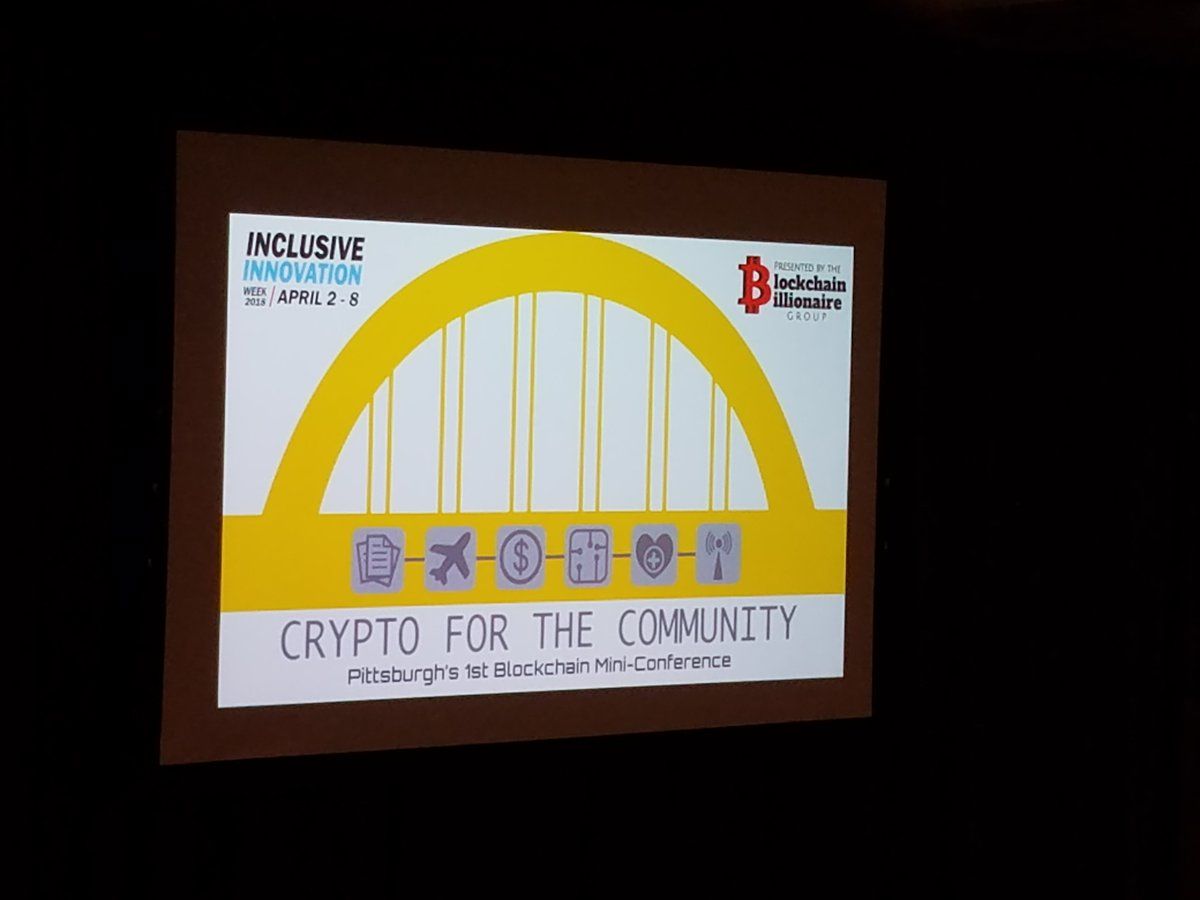 INCLUSIVE
INNOVATION
WEEK
2018
APRIL 2 - 8
PRESENTED BY THE
Blockchain
Billionaire
GROUP
$
CRYPTO FOR THE COMMUNITY
Pittsburgh's 1st Blockchain Mini-Conference